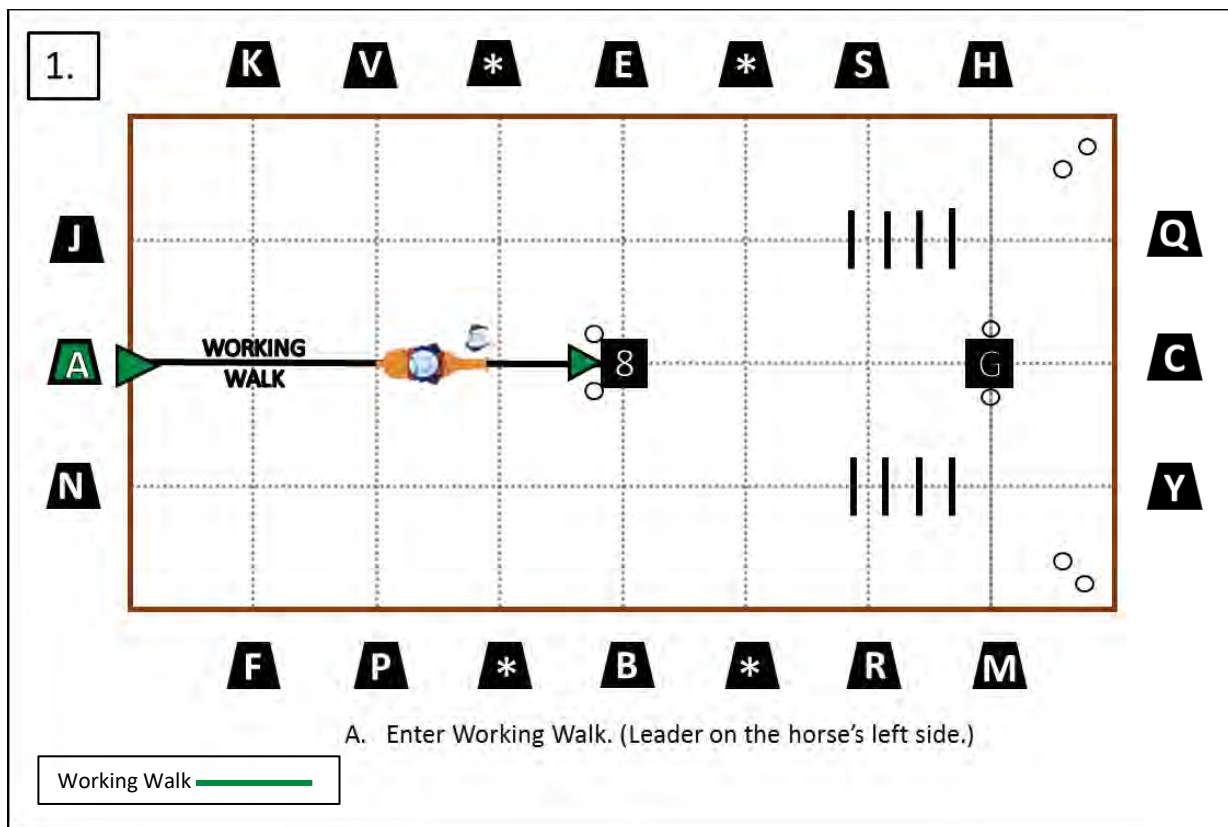 1.
K V * E * S H
J
Q
A
WORKING
WALK
8
G
C
N
Y
F P * B * R M
A. Enter Working Walk. (Leader on the horse's left side.)
Working Walk